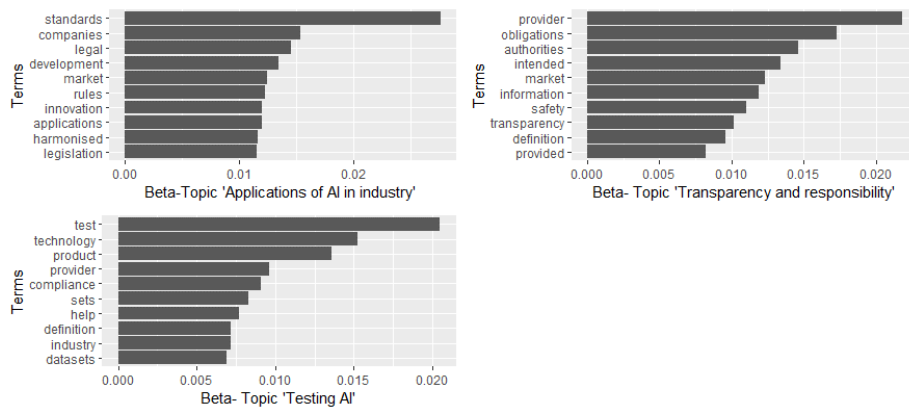 standards
companies
legal
development
market
rules
innovation
applications
harmonised
legislation
Terms
0.00 0.01 0.02
Beta-Topic 'Applications of AI in industry'
provider
obligations
authorities
intended
market
information
safety
transparency
definition
provided
Terms
0.000 0.005 0.010 0.015 0.020
Beta- Topic 'Transparency and responsibility'
test
technology
product
provider
compliance
sets
help
definition
industry
datasets
Terms
0.000 0.005 0.010 0.015 0.020
Beta- Topic 'Testing AI'